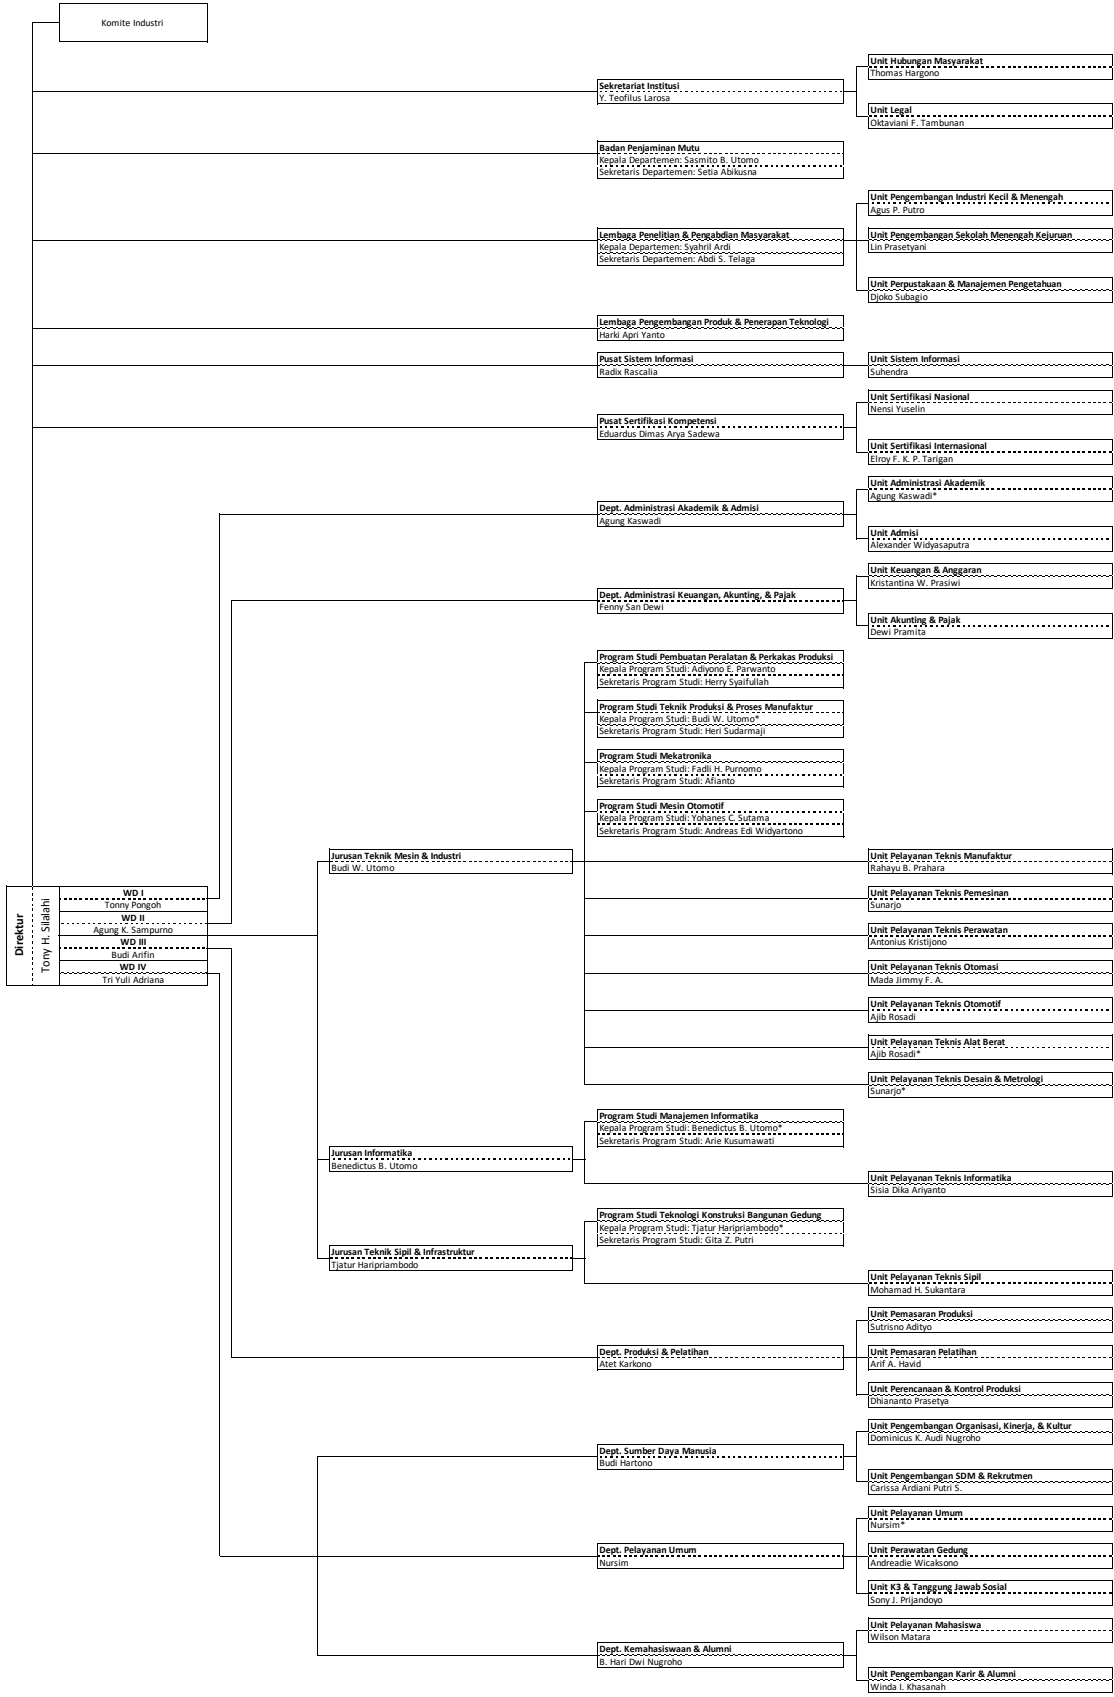 Komite Industri
Unit Hubungan Masyarakat
Thomas Hargono
Sekretariat Institusi
Y. Teofilus Larosa
Unit Legal
Oktaviani F. Tambunan
Badan Penjaminan Mutu
Kepala Departemen: Sasmito B. Utomo
Sekretaris Departemen: Setia Abikusna
Unit Pengembangan Industri Kecil & Menengah
Agus P. Putro
Lembaga Penelitian & Pengabdian Masyarakat
Kepala Departemen: Syahril Ardi
Sekretaris Departemen: Abdi S. Telaga
Unit Pengembangan Sekolah Menengah Kejuruan
Lin Prasetyani
Unit Perpustakaan & Manajemen Pengetahuan
Djoko Subagio
Lembaga Pengembangan Produk & Penerapan Teknologi
Harki Apri Yanto
Pusat Sistem Informasi
Radix Rascalia
Unit Sistem Informasi
Suhendra
Unit Sertifikasi Nasional
Nensi Yuselin
Pusat Sertifikasi Kompetensi
Eduardus Dimas Arya Sadewa
Unit Sertifikasi Internasional
Elroy F. K. P. Tarigan
Unit Administrasi Akademik
Agung Kaswadi*
Dept. Administrasi Akademik & Admisi
Agung Kaswadi
Unit Admisi
Alexander Widyasaputra
Unit Keuangan & Anggaran
Kristantina W. Prasiwi
Dept. Administrasi Keuangan, Akunting, & Pajak
Fenny San Dewi
Unit Akunting & Pajak
Dewi Pramita
Program Studi Pembuatan Peralatan & Perkakas Produksi
Kepala Program Studi: Adiyono E. Parwanto
Sekretaris Program Studi: Herry Syaifullah
Program Studi Teknik Produksi & Proses Manufaktur
Kepala Program Studi: Budi W. Utomo*
Sekretaris Program Studi: Heri Sudarmaji
Program Studi Mekatronika
Kepala Program Studi: Fadli H. Purnomo
Sekretaris Program Studi: Afianto
Program Studi Mesin Otomotif
Kepala Program Studi: Yohanes C. Sutama
Sekretaris Program Studi: Andreas Edi Widyartono
Jurusan Teknik Mesin & Industri
Budi W. Utomo
Unit Pelayanan Teknis Manufaktur
Rahayu B. Prahara
Unit Pelayanan Teknis Pemesinan
Sunarjo
Unit Pelayanan Teknis Perawatan
Antonius Kristijono
Unit Pelayanan Teknis Otomasi
Mada Jimmy F. A.
Unit Pelayanan Teknis Otomotif
Ajib Rosadi
Unit Pelayanan Teknis Alat Berat
Ajib Rosadi*
Unit Pelayanan Teknis Desain & Metrologi
Sunarjo*
Direktur
Tony H. Silalahi
WD I
Tonny Pongoh
WD II
Agung K. Sampurno
WD III
Budi Arifin
WD IV
Tri Yuli Adriana
Program Studi Manajemen Informatika
Kepala Program Studi: Benedictus B. Utomo*
Sekretaris Program Studi: Arie Kusumawati
Jurusan Informatika
Benedictus B. Utomo
Unit Pelayanan Teknis Informatika
Sisia Dika Ariyanto
Program Studi Teknologi Konstruksi Bangunan Gedung
Kepala Program Studi: Tjatur Haripriambodo*
Sekretaris Program Studi: Gita Z. Putri
Jurusan Teknik Sipil & Infrastruktur
Tjatur Haripriambodo
Unit Pelayanan Teknis Sipil
Mohamad H. Sukantara
Unit Pemasaran Produksi
Sutrisno Adityo
Dept. Produksi & Pelatihan
Atet Karkono
Unit Pemasaran Pelatihan
Arif A. Havid
Unit Perencanaan & Kontrol Produksi
Dhiananto Prasetya
Unit Pengembangan Organisasi, Kinerja, & Kultur
Dominicus K. Audi Nugroho
Dept. Sumber Daya Manusia
Budi Hartono
Unit Pengembangan SDM & Rekrutmen
Carissa Ardiani Putri S.
Unit Pelayanan Umum
Nursim*
Dept. Pelayanan Umum
Nursim
Unit Perawatan Gedung
Andreadie Wicaksono
Unit K3 & Tanggung Jawab Sosial
Sony J. Prijandoyo
Unit Pelayanan Mahasiswa
Wilson Matara
Dept. Kemahasiswaan & Alumni
B. Hari Dwi Nugroho
Unit Pengembangan Karir & Alumni
Winda I. Khasanah